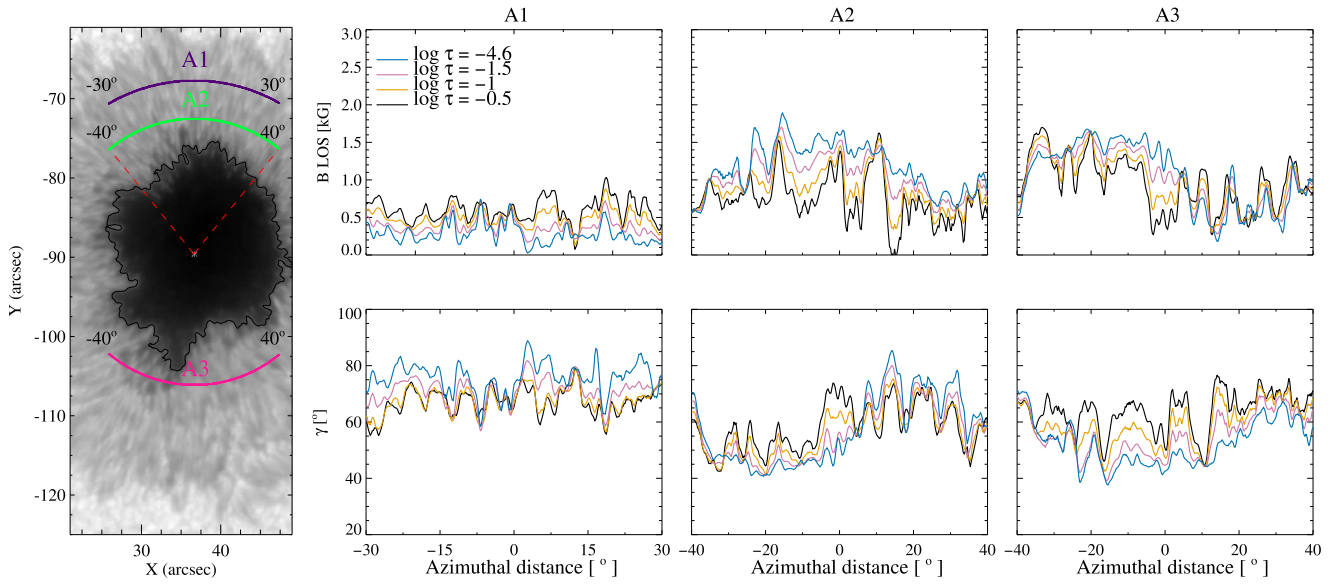 A1
A2
A3
A1
-30°
30°
A2
-40°
40°
-40°
40°
A3
-70
-80
-90
-100
-110
-120
Y (arcsec)
30
40
X (arcsec)
log τ = −4.6
log τ = −1.5
log τ = −1
log τ = −0.5
3.0
2.5
2.0
1.5
1.0
0.5
0.0
B LOS [kG]
100
80
60
40
20
γ [°]
−30 −15 0 15 30
−40 −20 0 20 40
−40 −20 0 20 40
Azimuthal distance [ ° ]
Azimuthal distance [ ° ]
Azimuthal distance [ ° ]